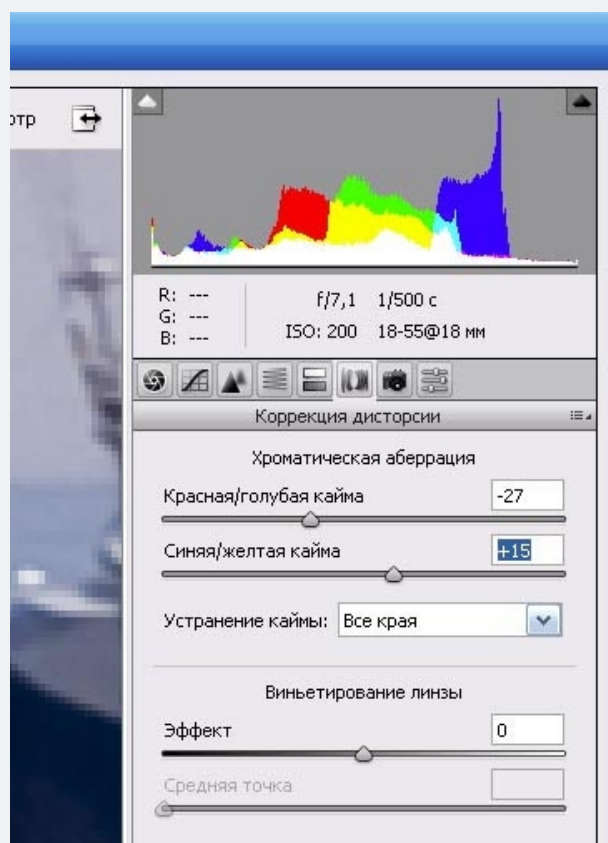 отр
R: ---
G: ---
B: ---
f/7,1 1/500 с
ISO: 200 18-55@18 мм
Коррекция дисторсии
Хроматическая аберрация
Красная/голубая кайма -27
Синяя/желтая кайма +15
Устранение каймы: Все края
Виньетирование линзы
Эффект 0
Средняя точка